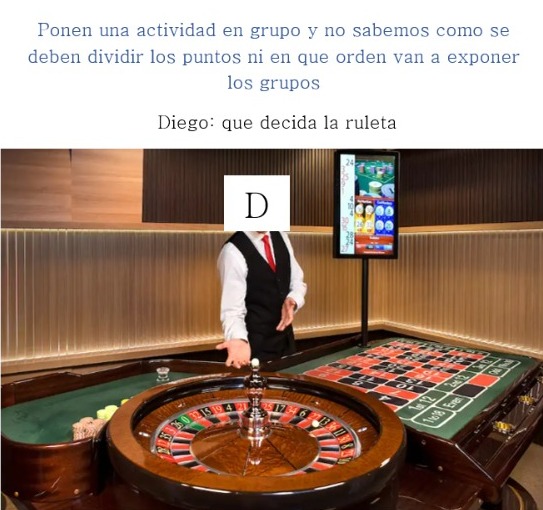 Ponen una actividad en grupo y no sabemos como se
deben dividir los puntos ni en que orden van a exponer
los grupos
Diego: que decida la ruleta
D
24